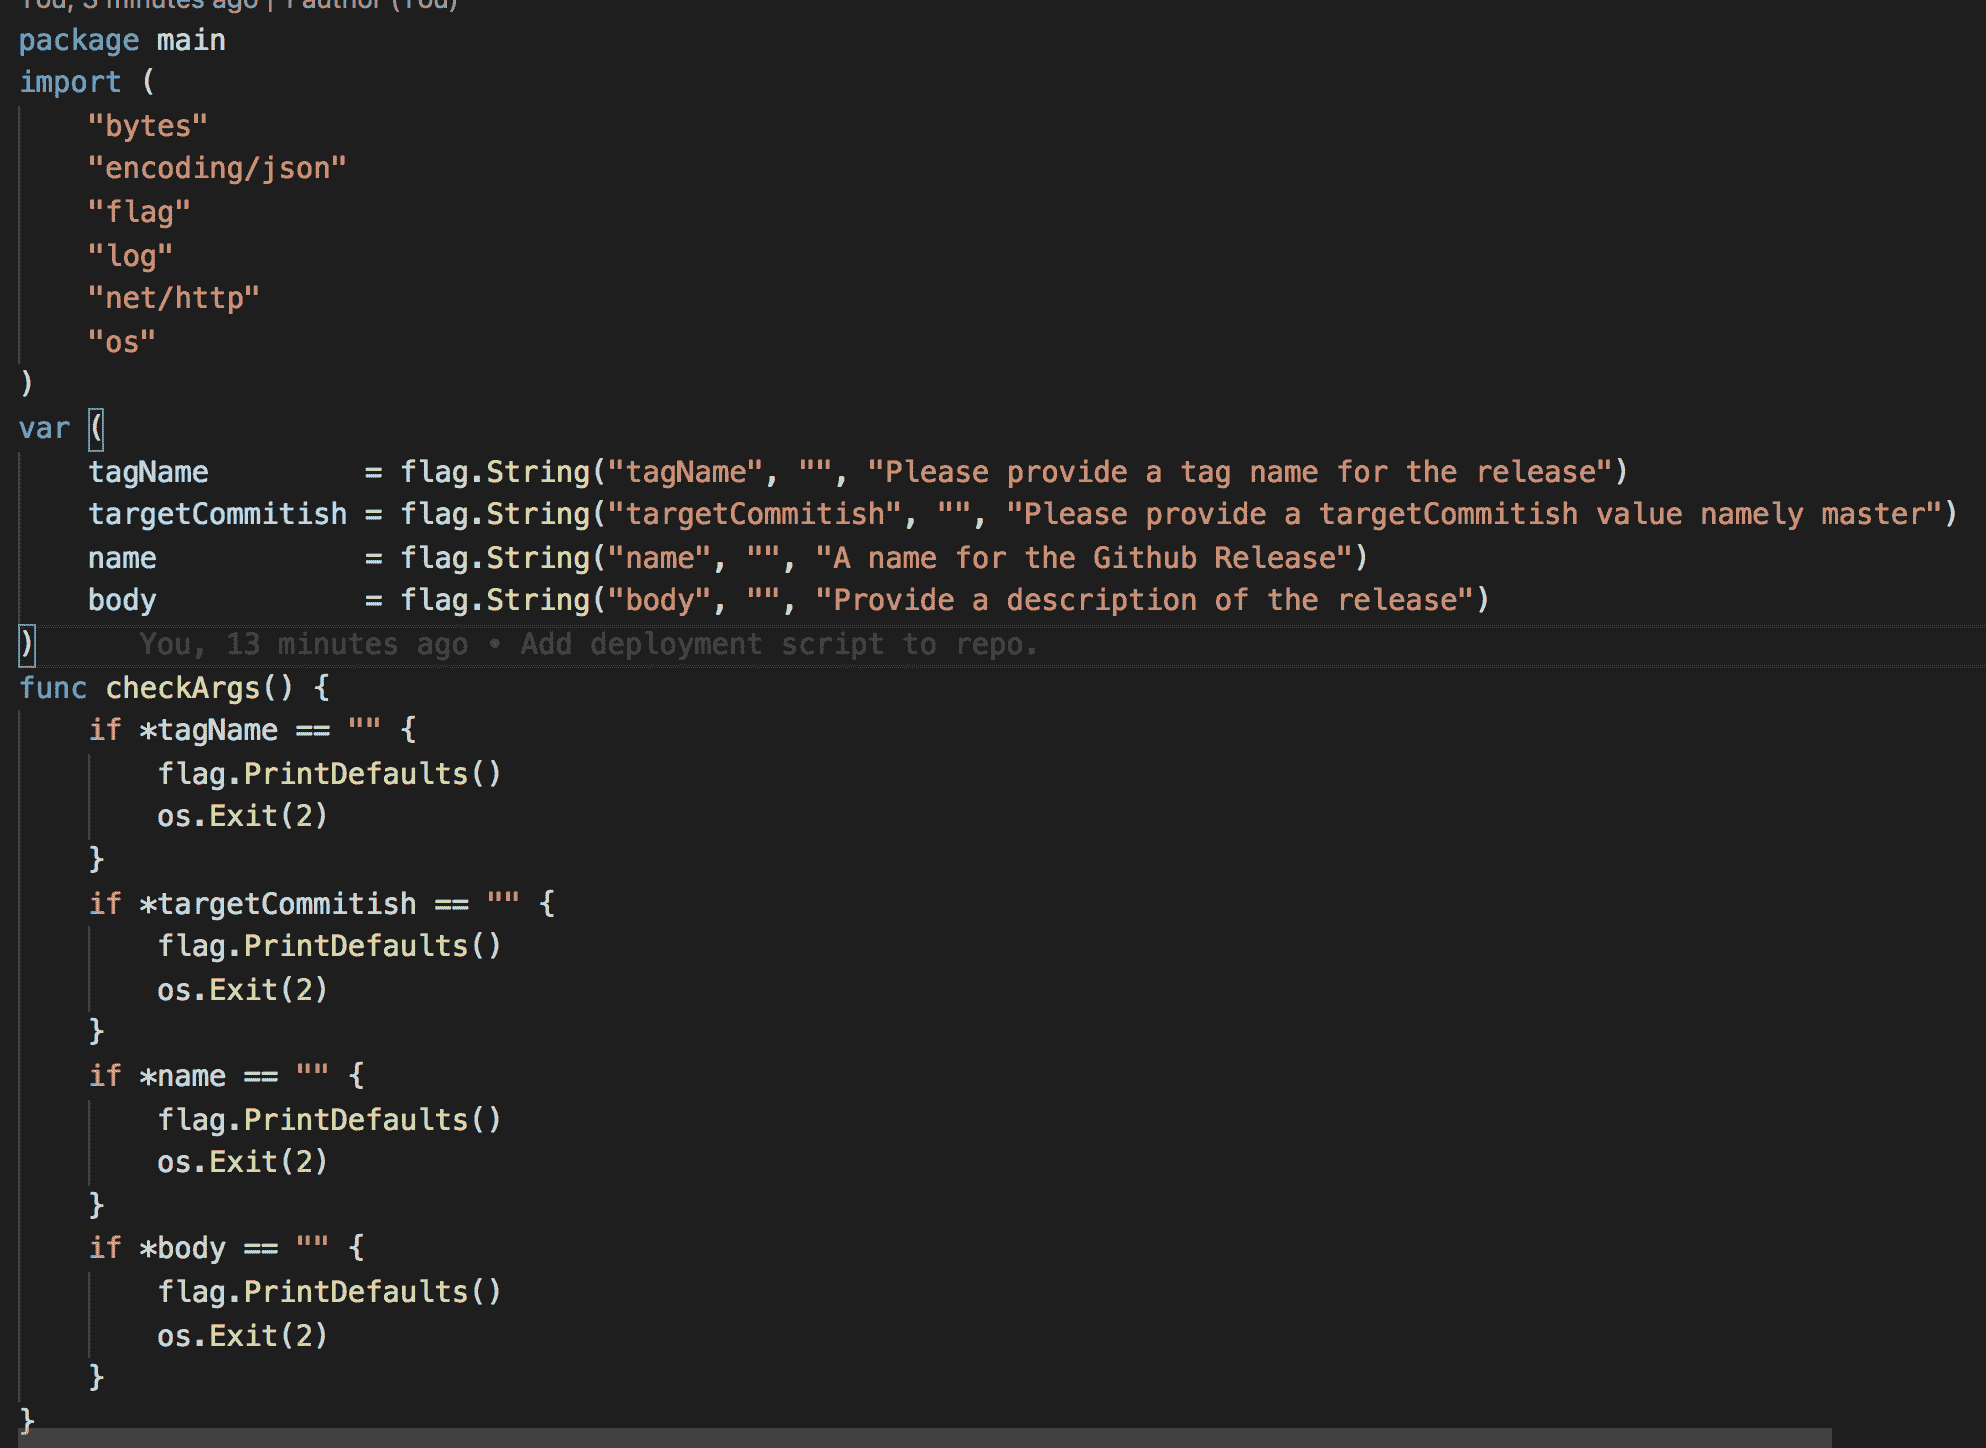 You, 3 minutes ago | 1 author (You)
package main
import (
    "bytes"
    "encoding/json"
    "flag"
    "log"
    "net/http"
    "os"
)
var (
    tagName         = flag.String("tagName", "", "Please provide a tag name for the release")
    targetCommitish = flag.String("targetCommitish", "", "Please provide a targetCommitish value namely master")
    name            = flag.String("name", "", "A name for the Github Release")
    body            = flag.String("body", "", "Provide a description of the release")
)      You, 13 minutes ago • Add deployment script to repo.
func checkArgs() {
    if *tagName == "" {
        flag.PrintDefaults()
        os.Exit(2)
    }
    if *targetCommitish == "" {
        flag.PrintDefaults()
        os.Exit(2)
    }
    if *name == "" {
        flag.PrintDefaults()
        os.Exit(2)
    }
    if *body == "" {
        flag.PrintDefaults()
        os.Exit(2)
    }
}